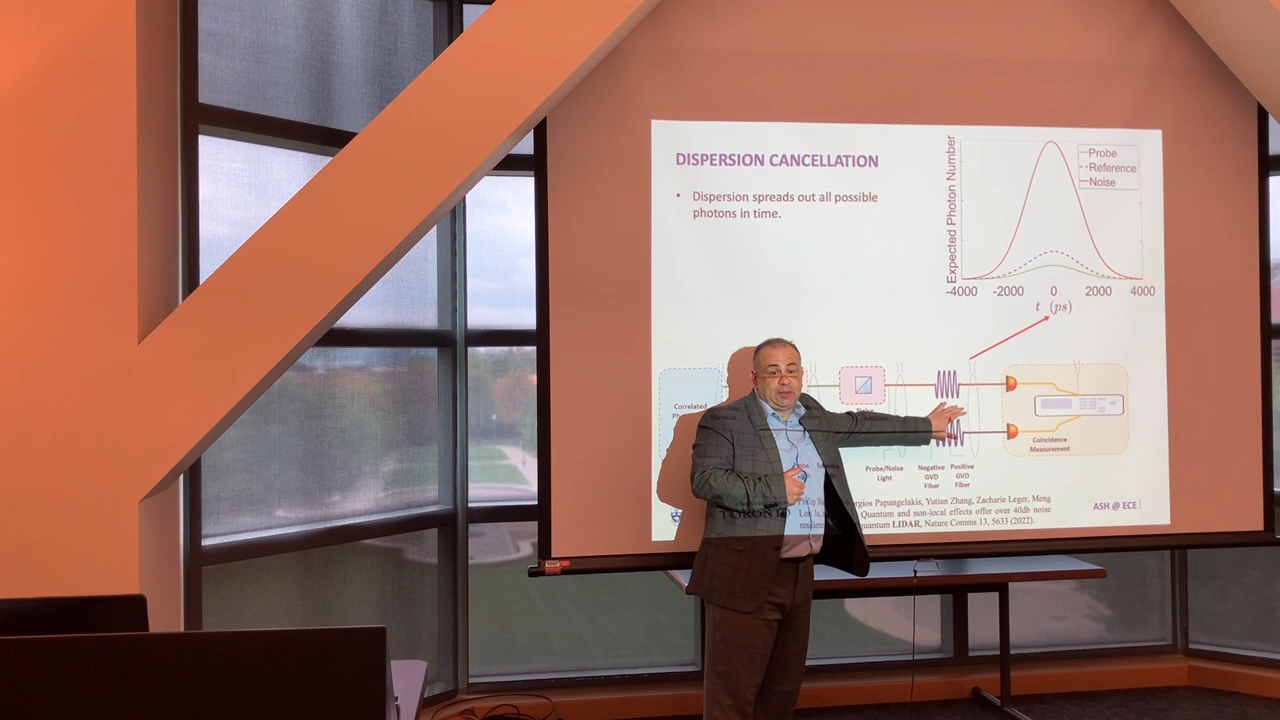 DISPERSION CANCELLATION
• Dispersion spreads out all possible
photons in time.
Expected Photon Number
Probe
Reference
Noise
-4000 -2000 0 2000 4000
t (ps)
Correlated
Coincidence
Measurement
Probe/Noise
Light
Negative
GVD
Fiber
Positive
GVD
Fiber
Papangelakis, Yutian Zhang, Zacharie Leger, Meng
Quantum and non-local effects offer over 40db noise
quantum LIDAR, Nature Comms 13, 5633 (2022).
TORONTO
ASH @ ECE